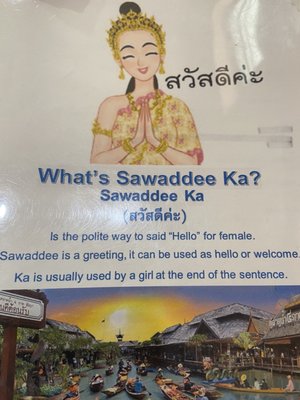 สวัสดีค่ะ
What's Sawaddee Ka?
Sawaddee Ka
(สวัสดีค่ะ)
Is the polite way to said "Hello" for female.
Sawaddee is a greeting, it can be used as hello or welcome.
Ka is usually used by a girl at the end of the sentence.